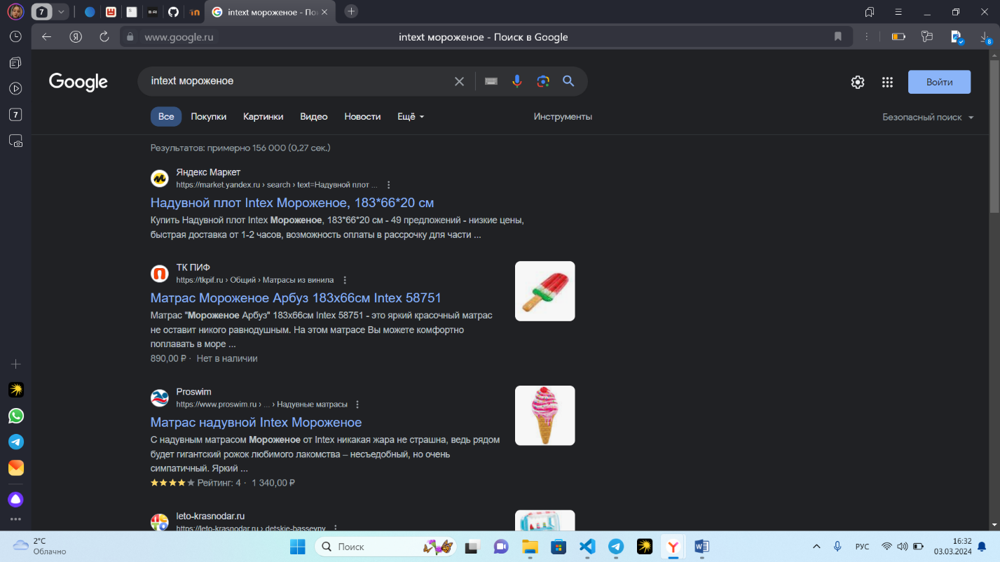 7
intext мороженое - По
www.google.ru
intext мороженое - Поиск в Google
8
7
Google
intext мороженое
Войти
Все
Покупки
Картинки
Видео
Новости
Ещё
Инструменты
Безопасный поиск
Результатов: примерно 156 000 (0,27 сек.)
Яндекс Маркет
https://market.yandex.ru › search › text=Надувной плот ...
Надувной плот Intex Мороженое, 183*66*20 см
Купить Надувной плот Intex Мороженое, 183*66*20 см - 49 предложений - низкие цены,
быстрая доставка от 1-2 часов, возможность оплаты в рассрочку для части ...
ТК ПИФ
https://tkpif.ru › Общий › Матрасы из винила
Матрас Мороженое Арбуз 183х66см Intex 58751
Матрас "Мороженое Арбуз" 183х66см Intex 58751 - это яркий красочный матрас
не оставит никого равнодушным. На этом матрасе Вы можете комфортно
поплавать в море ...
890,00 ₽ · Нет в наличии
Proswim
https://www.proswim.ru › ... › Надувные матрасы
Матрас надувной Intex Мороженое
С надувным матрасом Мороженое от Intex никакая жара не страшна, ведь рядом
будет гигантский рожок любимого лакомства – несъедобный, но очень
симпатичный. Яркий ...
Рейтинг: 4 · 1 340,00 ₽
leto-krasnodar.ru
https://leto-krasnodar.ru › detskie-basseyny
2°C
Облачно
Поиск
РУС
16:32
03.03.2024